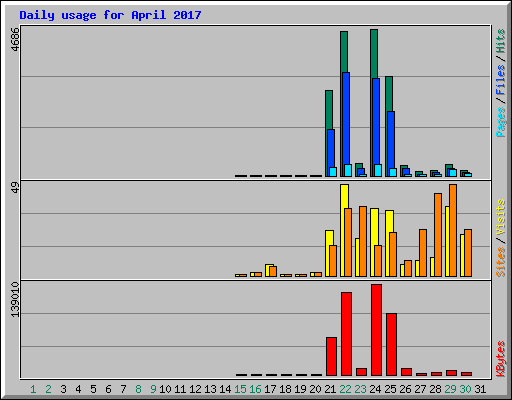 Daily usage for April 2017
4686
Pages / Files / Hits
49
Sites / Visits
139010
KBytes
1 2 3 4 5 6 7 8 9 10 11 12 13 14 15 16 17 18 19 20 21 22 23 24 25 26 27 28 29 30 31